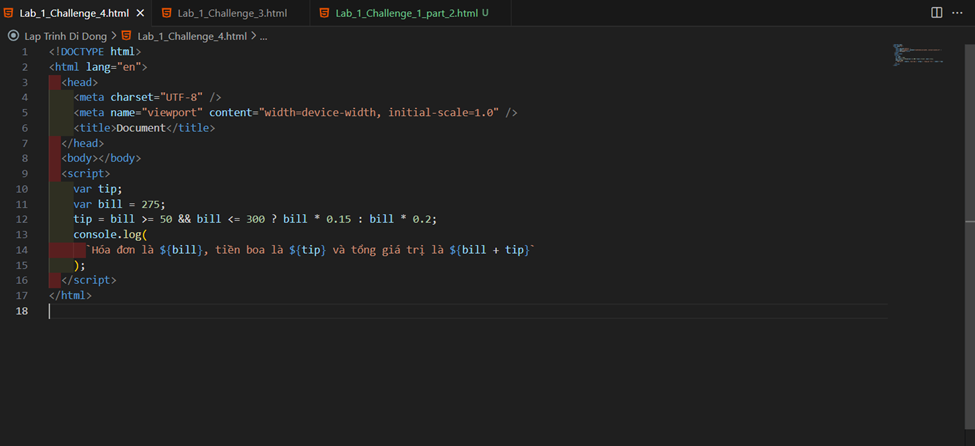 Lab_1_Challenge_4.html Lab_1_Challenge_3.html Lab_1_Challenge_1_part_2.html U
Lap Trinh Di Dong > Lab_1_Challenge_4.html > ...
1 <!DOCTYPE html>
2 <html lang="en">
3 <head>
4 <meta charset="UTF-8" />
5 <meta name="viewport" content="width=device-width, initial-scale=1.0" />
6 <title>Document</title>
7 </head>
8 <body></body>
9 <script>
10 var tip;
11 var bill = 275;
12 tip = bill >= 50 && bill <= 300 ? bill * 0.15 : bill * 0.2;
13 console.log(
14 `Hóa đơn là ${bill}, tiền boa là ${tip} và tổng giá trị là ${bill + tip}`
15 );
16 </script>
17 </html>
18